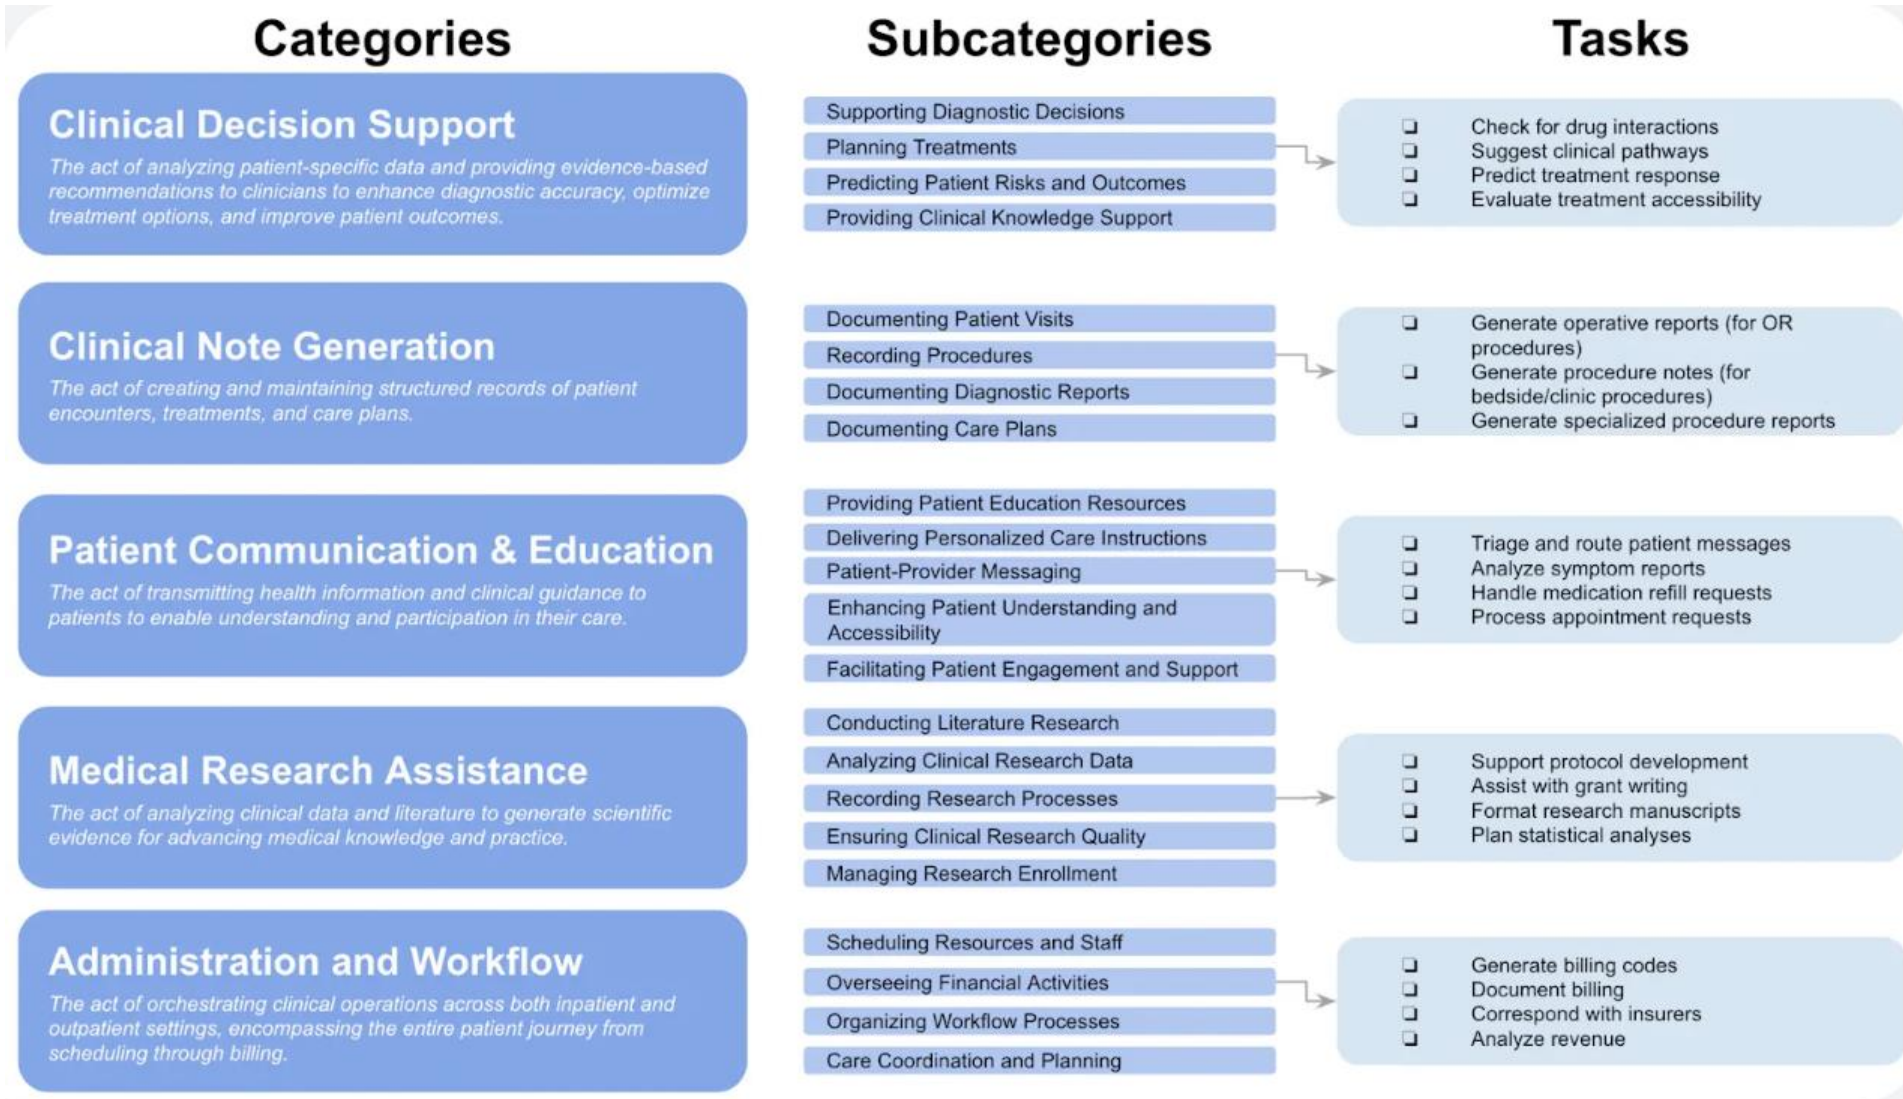 Categories
Subcategories
Tasks
Clinical Decision Support
The act of analyzing patient-specific data and providing evidence-based
recommendations to clinicians to enhance diagnostic accuracy, optimize
treatment options, and improve patient outcomes.
Supporting Diagnostic Decisions
Planning Treatments
Predicting Patient Risks and Outcomes
Providing Clinical Knowledge Support
Check for drug interactions
Suggest clinical pathways
Predict treatment response
Evaluate treatment accessibility
Clinical Note Generation
The act of creating and maintaining structured records of patient
encounters, treatments, and care plans.
Documenting Patient Visits
Recording Procedures
Documenting Diagnostic Reports
Documenting Care Plans
Generate operative reports (for OR
procedures)
Generate procedure notes (for
bedside/clinic procedures)
Generate specialized procedure reports
Patient Communication & Education
The act of transmitting health information and clinical guidance to
patients to enable understanding and participation in their care.
Providing Patient Education Resources
Delivering Personalized Care Instructions
Patient-Provider Messaging
Enhancing Patient Understanding and
Accessibility
Facilitating Patient Engagement and Support
Triage and route patient messages
Analyze symptom reports
Handle medication refill requests
Process appointment requests
Medical Research Assistance
The act of analyzing clinical data and literature to generate scientific
evidence for advancing medical knowledge and practice.
Conducting Literature Research
Analyzing Clinical Research Data
Recording Research Processes
Ensuring Clinical Research Quality
Managing Research Enrollment
Support protocol development
Assist with grant writing
Format research manuscripts
Plan statistical analyses
Administration and Workflow
The act of orchestrating clinical operations across both inpatient and
outpatient settings, encompassing the entire patient journey from
scheduling through billing.
Scheduling Resources and Staff
Overseeing Financial Activities
Organizing Workflow Processes
Care Coordination and Planning
Generate billing codes
Document billing
Correspond with insurers
Analyze revenue